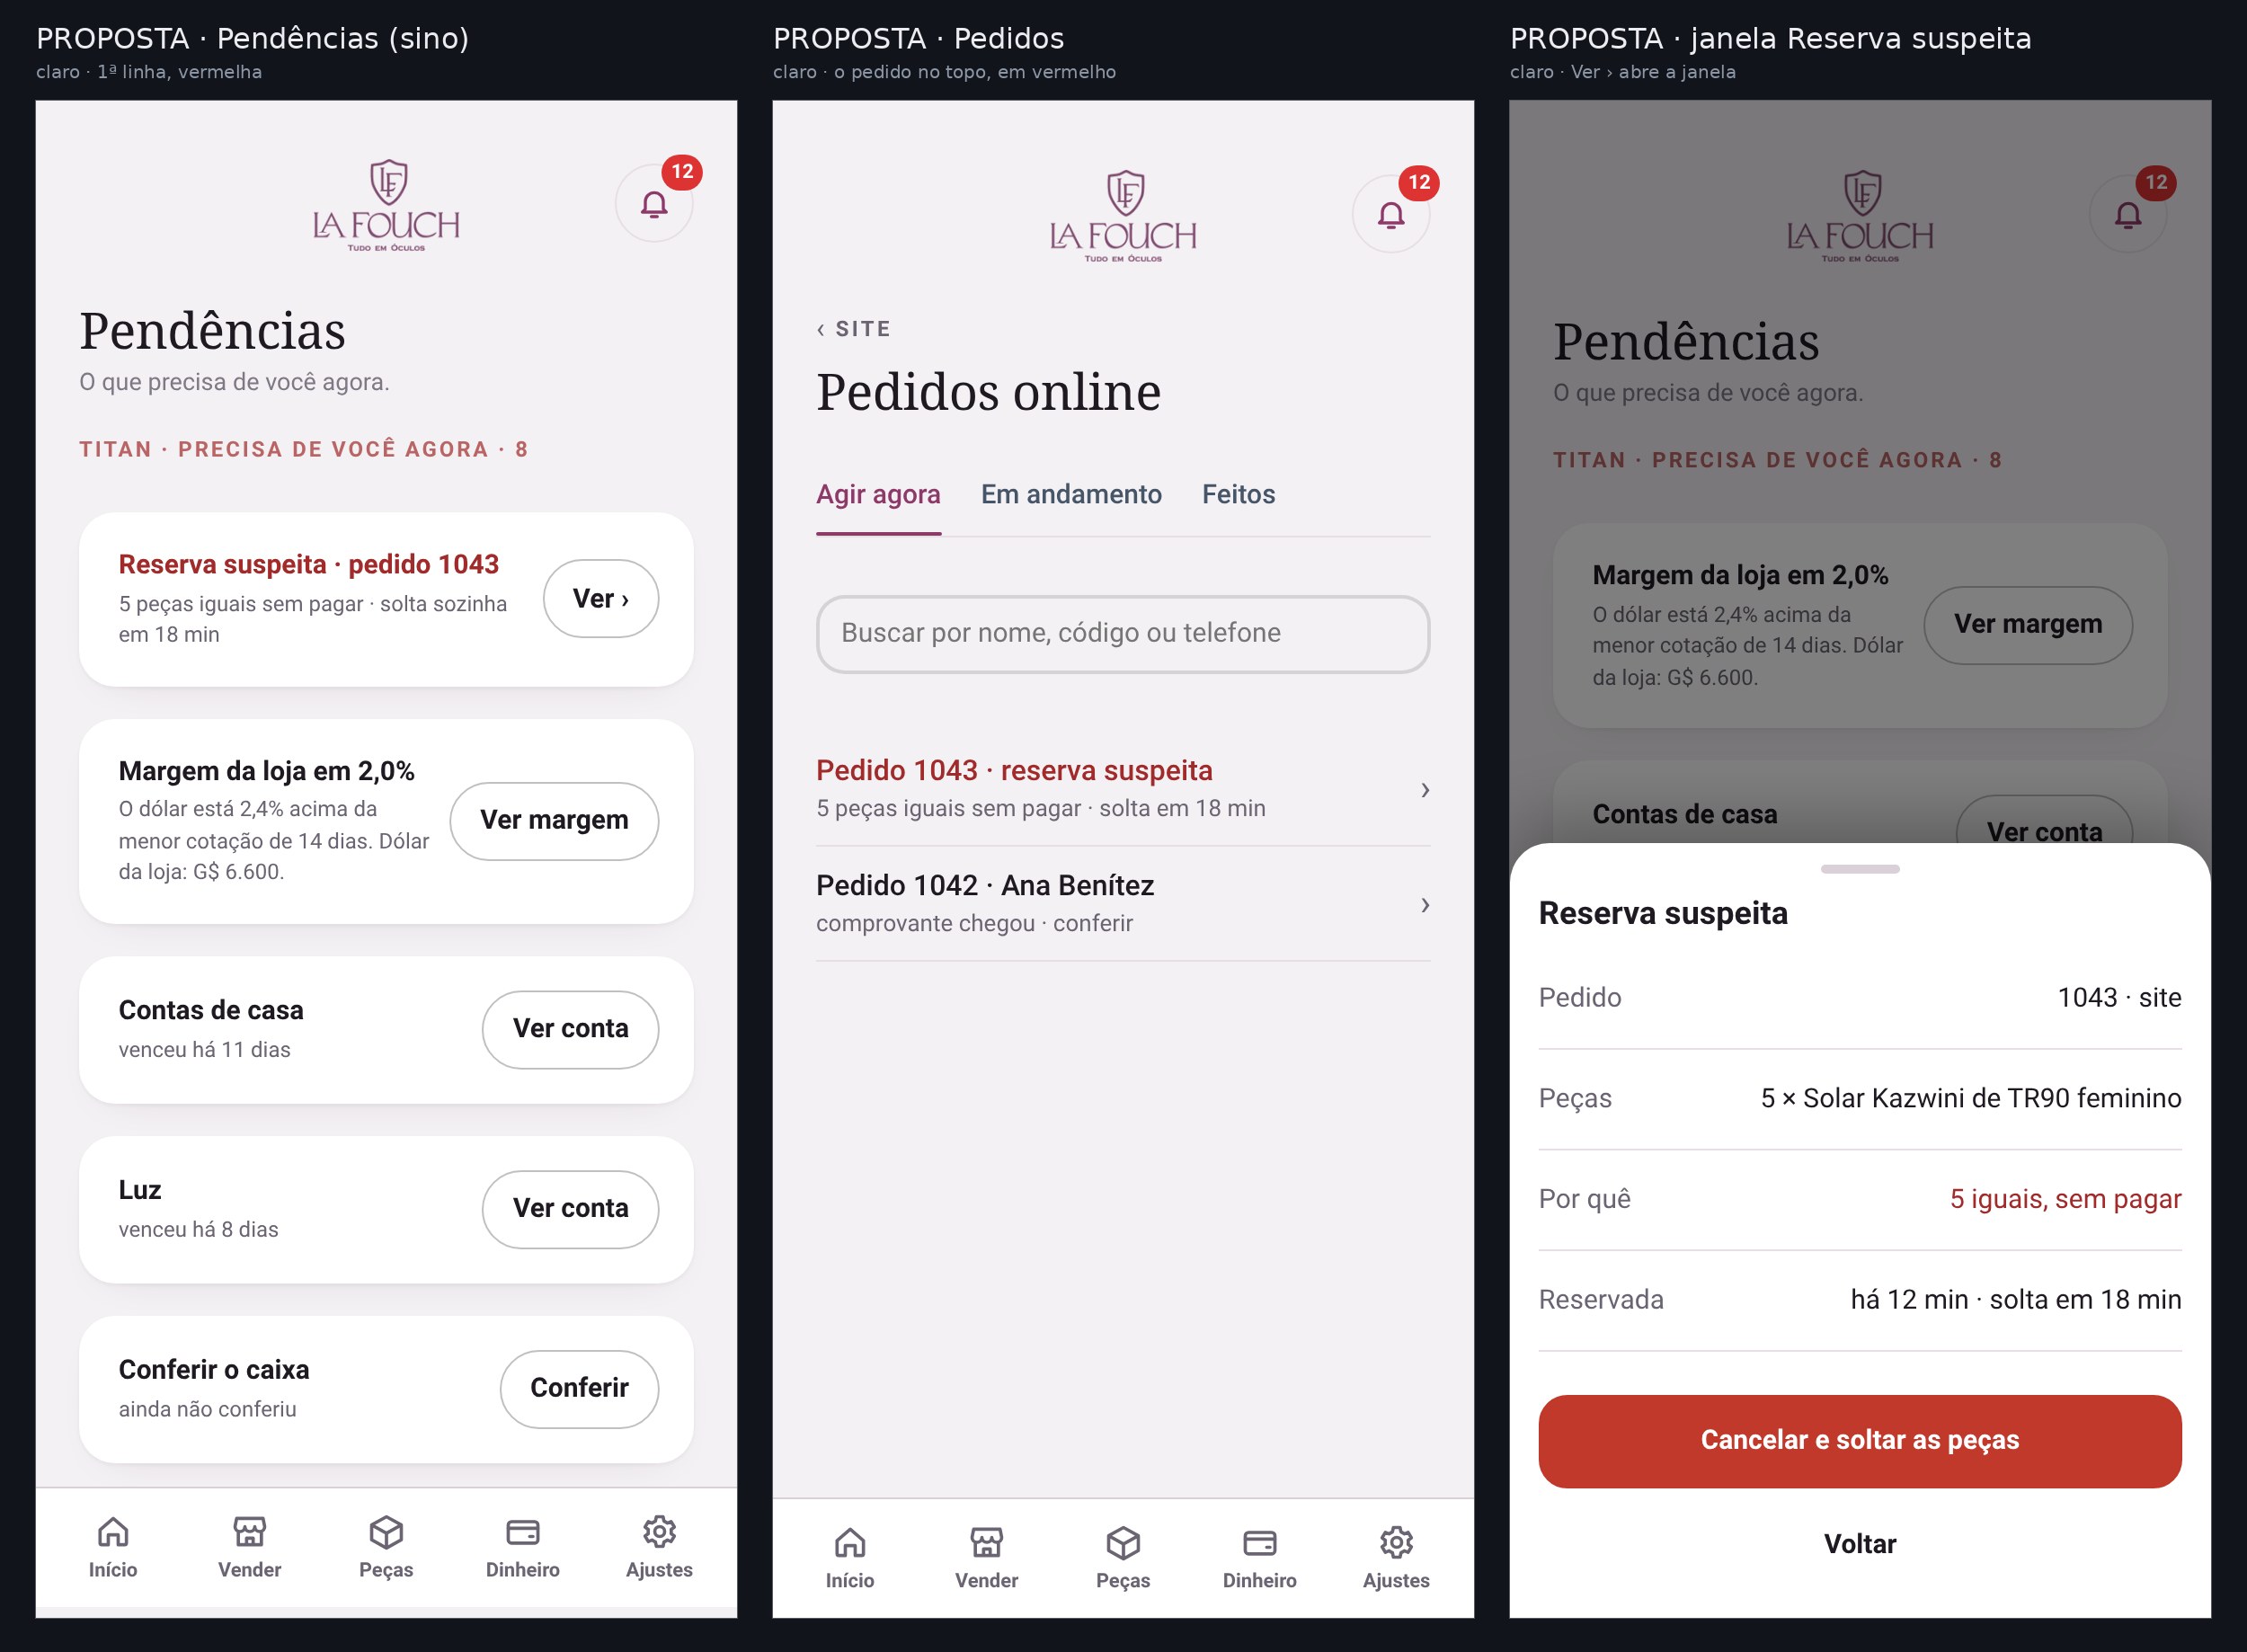 PROPOSTA · Pendências (sino)
claro · 1ª linha, vermelha
LF
LA FOUCH
TUDO EM ÓCULOS
12
Pendências
O que precisa de você agora.
TITAN · PRECISA DE VOCÊ AGORA · 8
Reserva suspeita · pedido 1043
5 peças iguais sem pagar · solta sozinha
em 18 min
Ver ›
Margem da loja em 2,0%
O dólar está 2,4% acima da
menor cotação de 14 dias. Dólar
da loja: G$ 6.600.
Ver margem
Contas de casa
venceu há 11 dias
Ver conta
Luz
venceu há 8 dias
Ver conta
Conferir o caixa
ainda não conferiu
Conferir
Início
Vender
Peças
Dinheiro
Ajustes
PROPOSTA · Pedidos
claro · o pedido no topo, em vermelho
LF
LA FOUCH
TUDO EM ÓCULOS
12
‹ SITE
Pedidos online
Agir agora
Em andamento
Feitos
Buscar por nome, código ou telefone
Pedido 1043 · reserva suspeita
5 peças iguais sem pagar · solta em 18 min
›
Pedido 1042 · Ana Benítez
comprovante chegou · conferir
›
Início
Vender
Peças
Dinheiro
Ajustes
PROPOSTA · janela Reserva suspeita
claro · Ver › abre a janela
LF
LA FOUCH
TUDO EM ÓCULOS
12
Pendências
O que precisa de você agora.
TITAN · PRECISA DE VOCÊ AGORA · 8
Margem da loja em 2,0%
O dólar está 2,4% acima da
menor cotação de 14 dias. Dólar
da loja: G$ 6.600.
Ver margem
Contas de casa
Ver conta
Reserva suspeita
Pedido
1043 · site
Peças
5 × Solar Kazwini de TR90 feminino
Por quê
5 iguais, sem pagar
Reservada
há 12 min · solta em 18 min
Cancelar e soltar as peças
Voltar